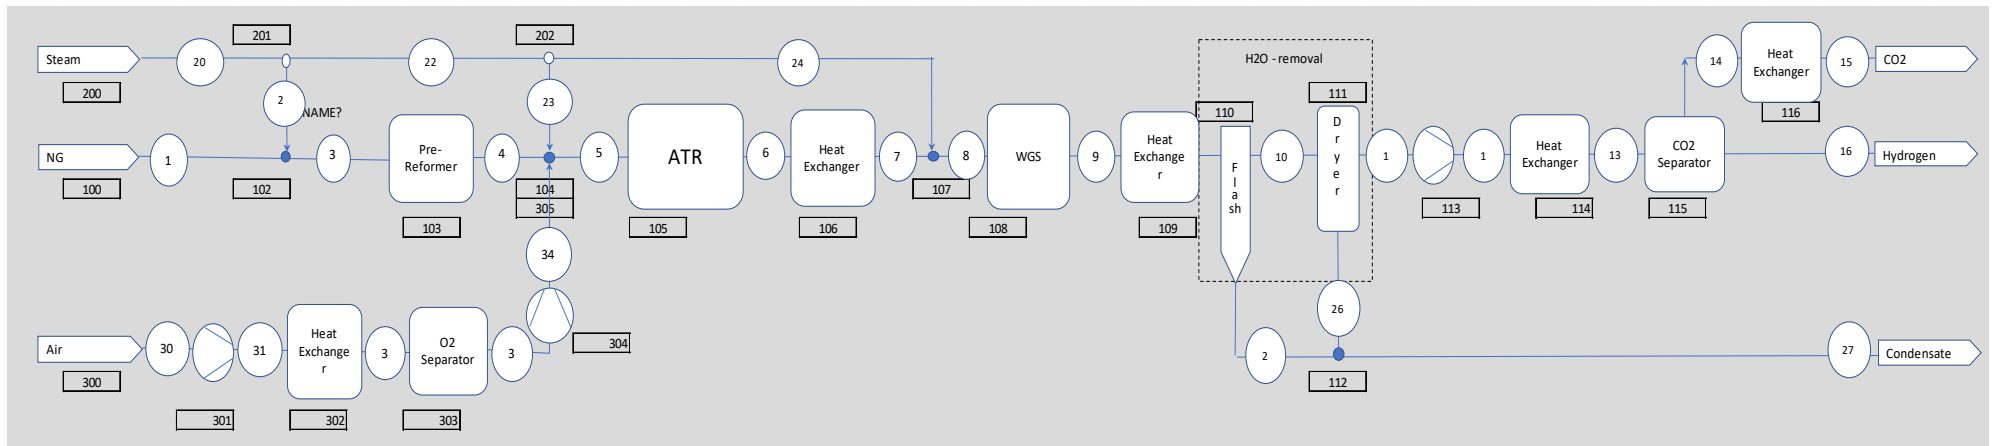 201
202
Steam
20
22
24
H2O - removal
14
Heat
Exchanger
15
CO2
200
2
NAME?
23
110
111
116
NG
1
3
Pre-
Reformer
4
5
ATR
6
Heat
Exchanger
7
8
WGS
9
Heat
Exchange
r
F
l
a
sh
10
D
r
y
e
r
1
1
Heat
Exchanger
13
CO2
Separator
16
Hydrogen
100
102
104
305
107
103
105
106
108
109
113
114
115
34
26
Air
30
31
Heat
Exchange
r
3
O2
Separator
3
304
2
27
Condensate
300
112
301
302
303